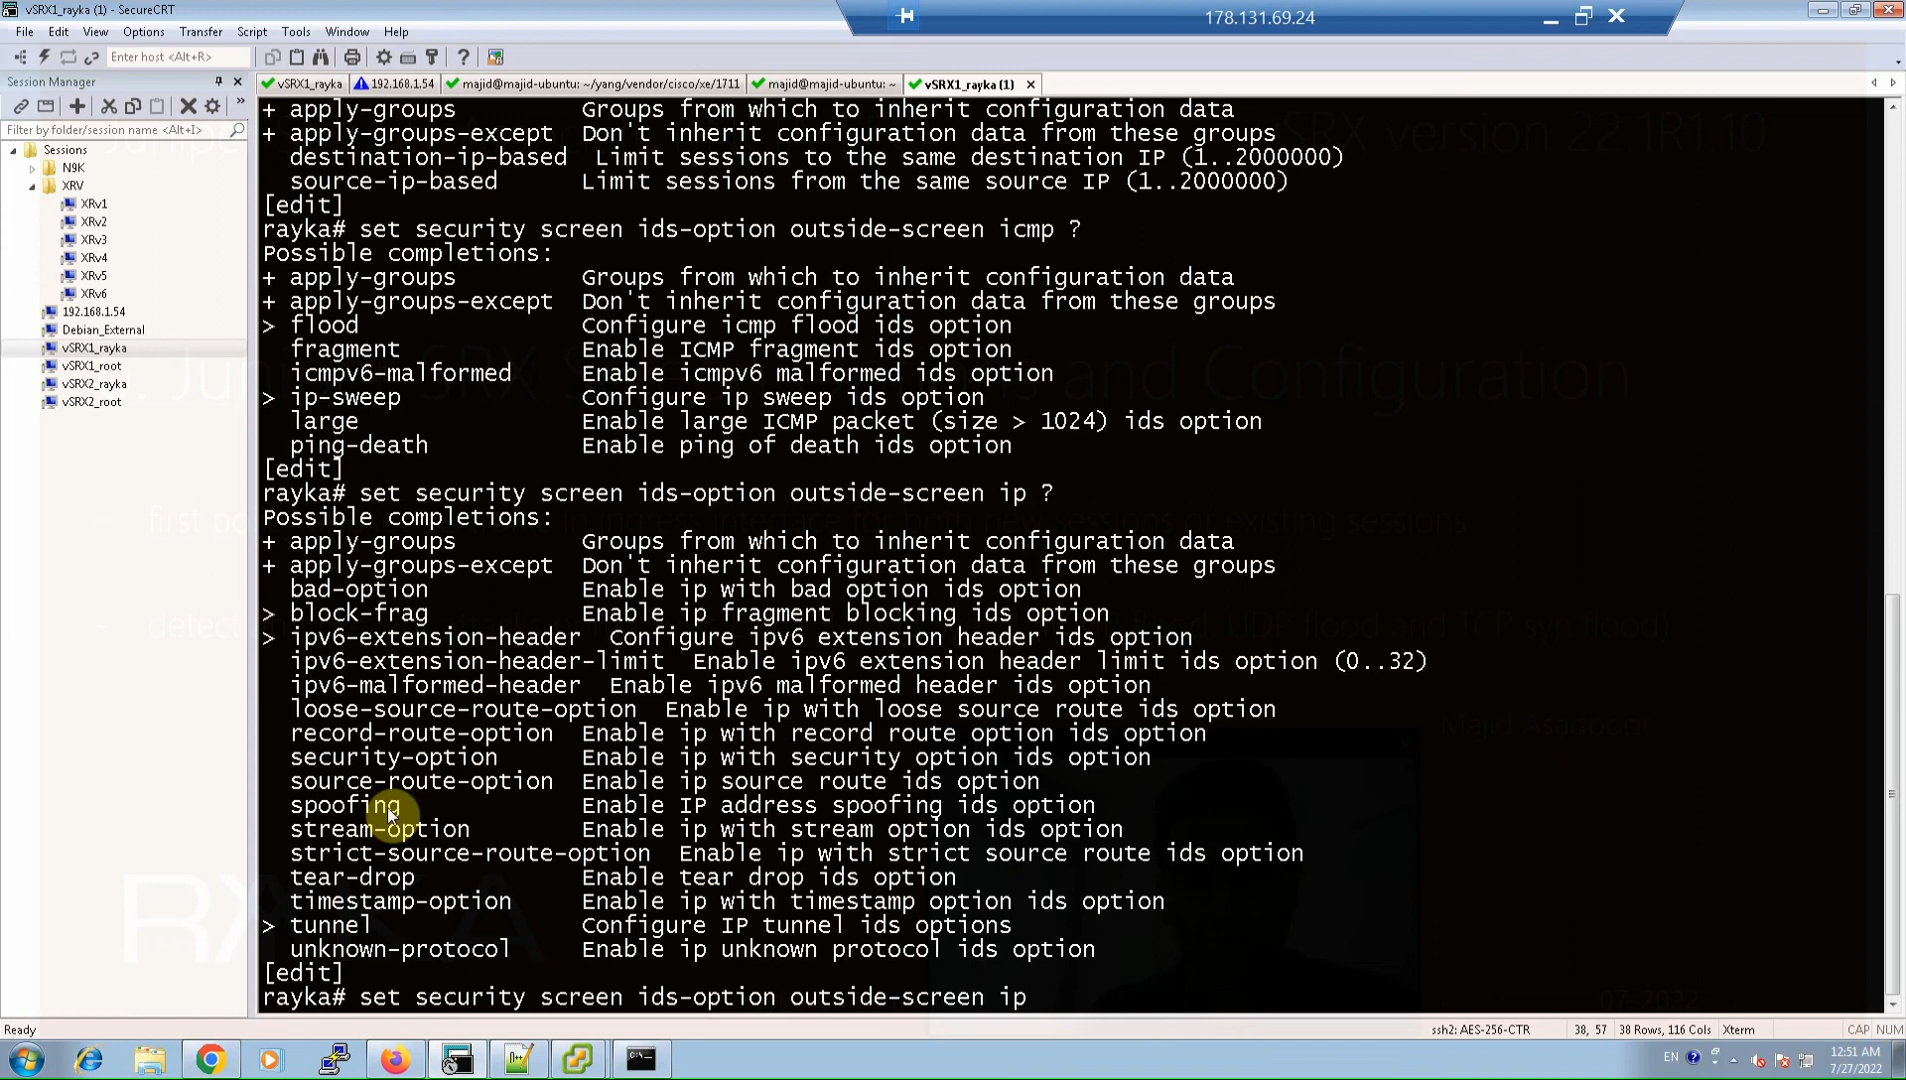 vSRX1_rayka (1) - SecureCRT
178.131.69.24
File Edit View Options Transfer Script Tools Window Help
Enter host <Alt+R>
Session Manager
vSRX1_rayka
192.168.1.54
majid@majid-ubuntu: ~/yang/vendor/cisco/xe/1711
majid@majid-ubuntu: ~
vSRX1_rayka (1)
Filter by folder/session name <Alt+I>
Sessions
N9K
XRV
XRv1
XRv2
XRv3
XRv4
XRv5
XRv6
192.168.1.54
Debian_External
vSRX1_rayka
vSRX1_root
vSRX2_rayka
vSRX2_root
+ apply-groups Groups from which to inherit configuration data
+ apply-groups-except Don't inherit configuration data from these groups
destination-ip-based Limit sessions to the same destination IP (1..2000000)
source-ip-based Limit sessions from the same source IP (1..2000000)
[edit]
rayka# set security screen ids-option outside-screen icmp ?
Possible completions:
+ apply-groups Groups from which to inherit configuration data
+ apply-groups-except Don't inherit configuration data from these groups
> flood Configure icmp flood ids option
fragment Enable ICMP fragment ids option
icmpv6-malformed Enable icmpv6 malformed ids option
> ip-sweep Configure ip sweep ids option
large Enable large ICMP packet (size > 1024) ids option
ping-death Enable ping of death ids option
[edit]
rayka# set security screen ids-option outside-screen ip ?
Possible completions:
+ apply-groups Groups from which to inherit configuration data
+ apply-groups-except Don't inherit configuration data from these groups
bad-option Enable ip with bad option ids option
> block-frag Enable ip fragment blocking ids option
> ipv6-extension-header Configure ipv6 extension header ids option
ipv6-extension-header-limit Enable ipv6 extension header limit ids option (0..32)
ipv6-malformed-header Enable ipv6 malformed header ids option
loose-source-route-option Enable ip with loose source route ids option
record-route-option Enable ip with record route option ids option
security-option Enable ip with security option ids option
source-route-option Enable ip source route ids option
spoofing Enable IP address spoofing ids option
stream-option Enable ip with stream option ids option
strict-source-route-option Enable ip with strict source route ids option
tear-drop Enable tear drop ids option
timestamp-option Enable ip with timestamp option ids option
> tunnel Configure IP tunnel ids options
unknown-protocol Enable ip unknown protocol ids option
[edit]
rayka# set security screen ids-option outside-screen ip
vSRX version 22.1R1.10
and Configuration
07-2022
Ready
ssh2: AES-256-CTR 38, 57 38 Rows, 116 Cols Xterm CAP NUM
EN
12:51 AM
7/27/2022